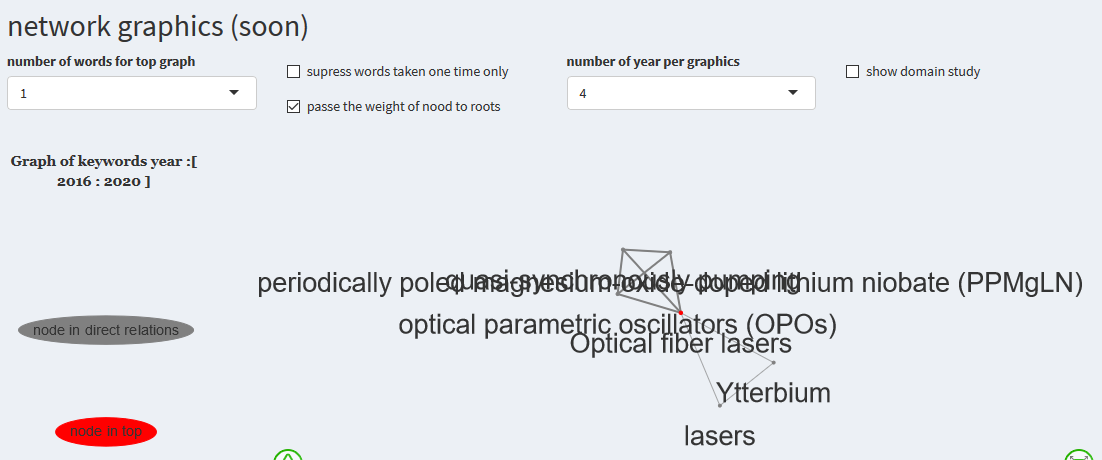 network graphics (soon)
number of words for top graph
1
supress words taken one time only
passe the weight of nood to roots
number of year per graphics
4
show domain study
Graph of keywords year :[
2016 : 2020 ]
quasi-synchronously pumping
periodically poled magnesium-oxide-doped lithium niobate (PPMgLN)
optical parametric oscillators (OPOs)
Optical fiber lasers
Ytterbium
lasers
node in direct relations
node in top